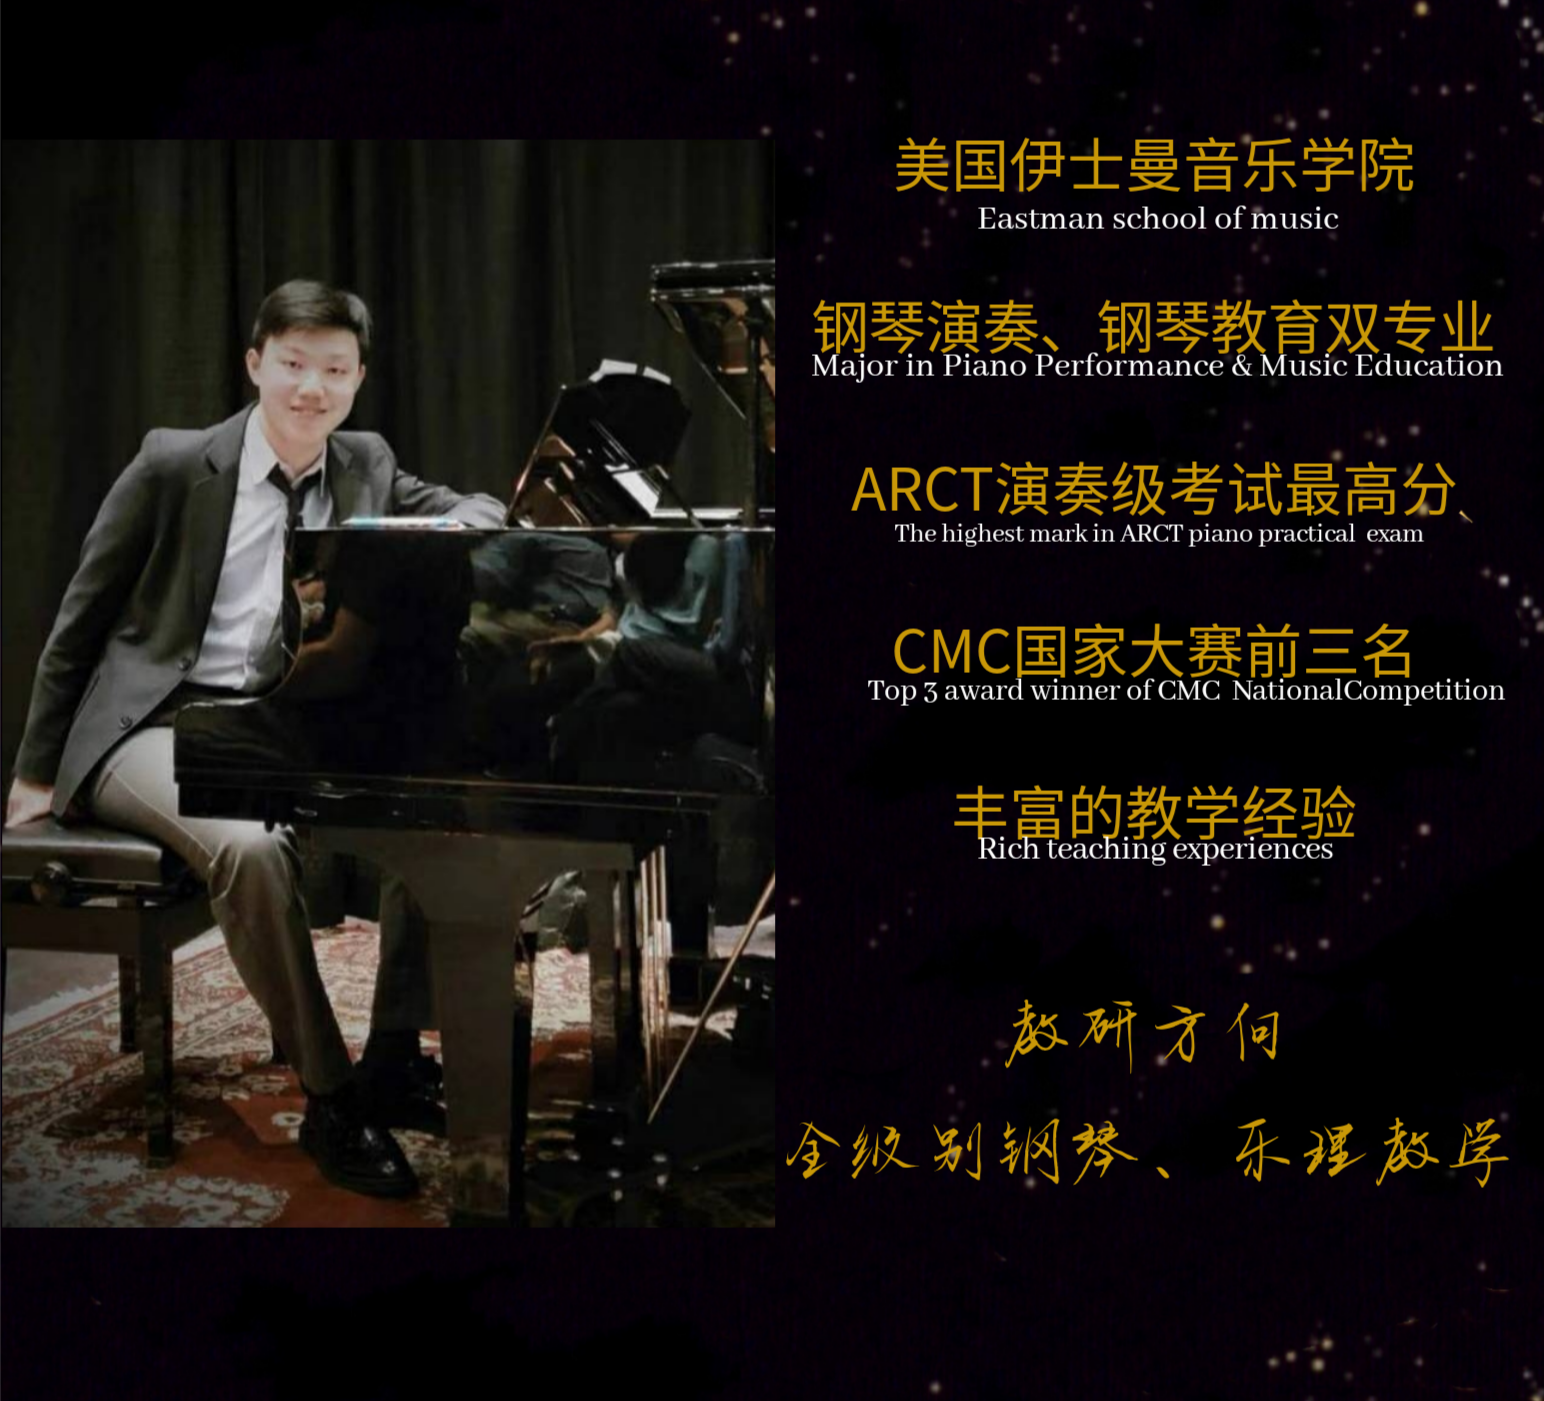 美国伊士曼音乐学院
Eastman school of music
钢琴演奏、钢琴教育双专业
Major in Piano Performance & Music Education
ARCT演奏级考试最高分、
The highest mark in ARCT piano practical exam
CMC国家大赛前三名
Top 3 award winner of CMC NationalCompetition
丰富的教学经验
Rich teaching experiences
教研方向
全级别钢琴、乐理教学